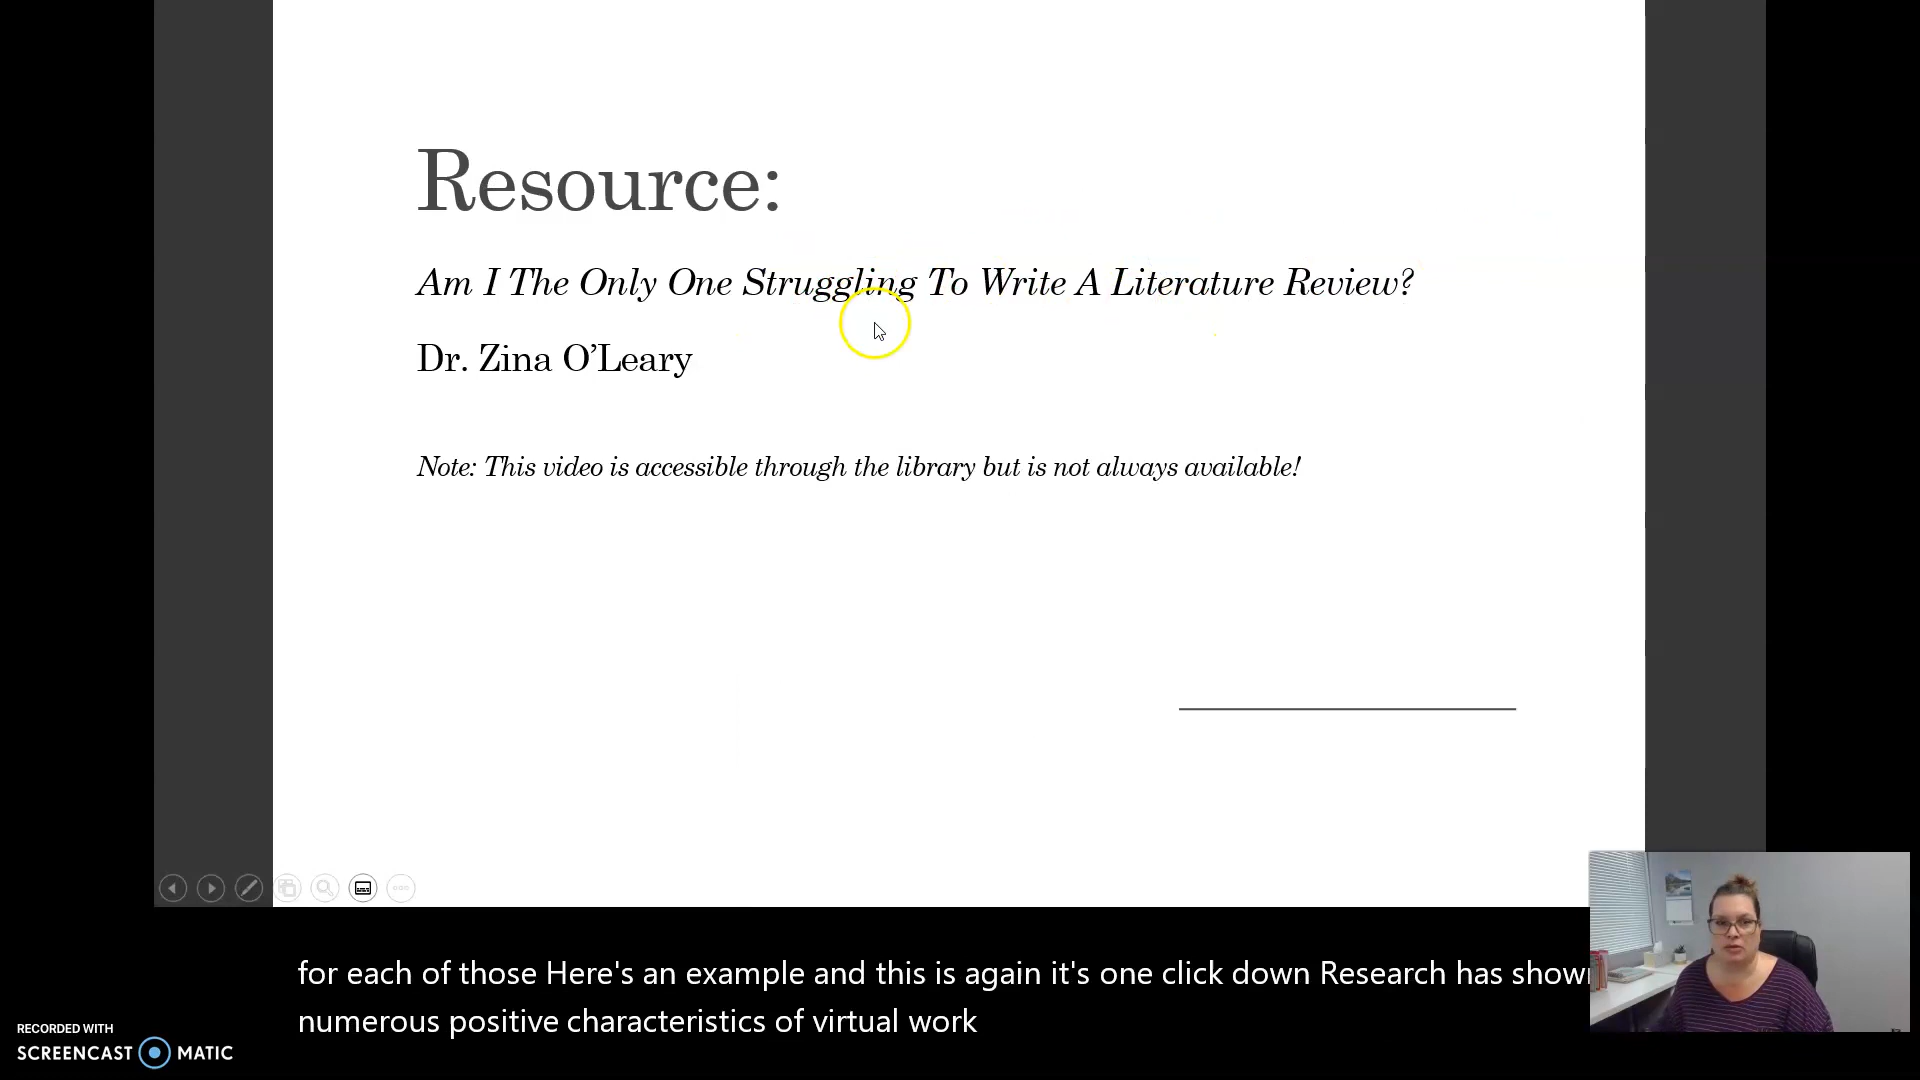 Resource:
Am I The Only One Struggling To Write A Literature Review?
Dr. Zina O’Leary
Note: This video is accessible through the library but is not always available!
for each of those Here's an example and this is again it's one click down Research has shown
numerous positive characteristics of virtual work
RECORDED WITH
SCREENCAST MATIC